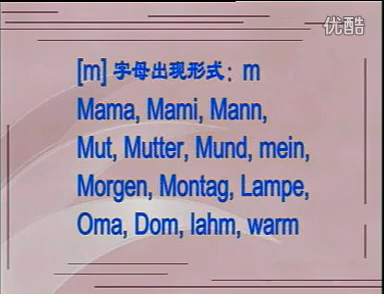 优酷
[m] 字母出现形式: m
Mama, Mami, Mann,
Mut, Mutter, Mund, mein,
Morgen, Montag, Lampe,
Oma, Dom, lahm, warm